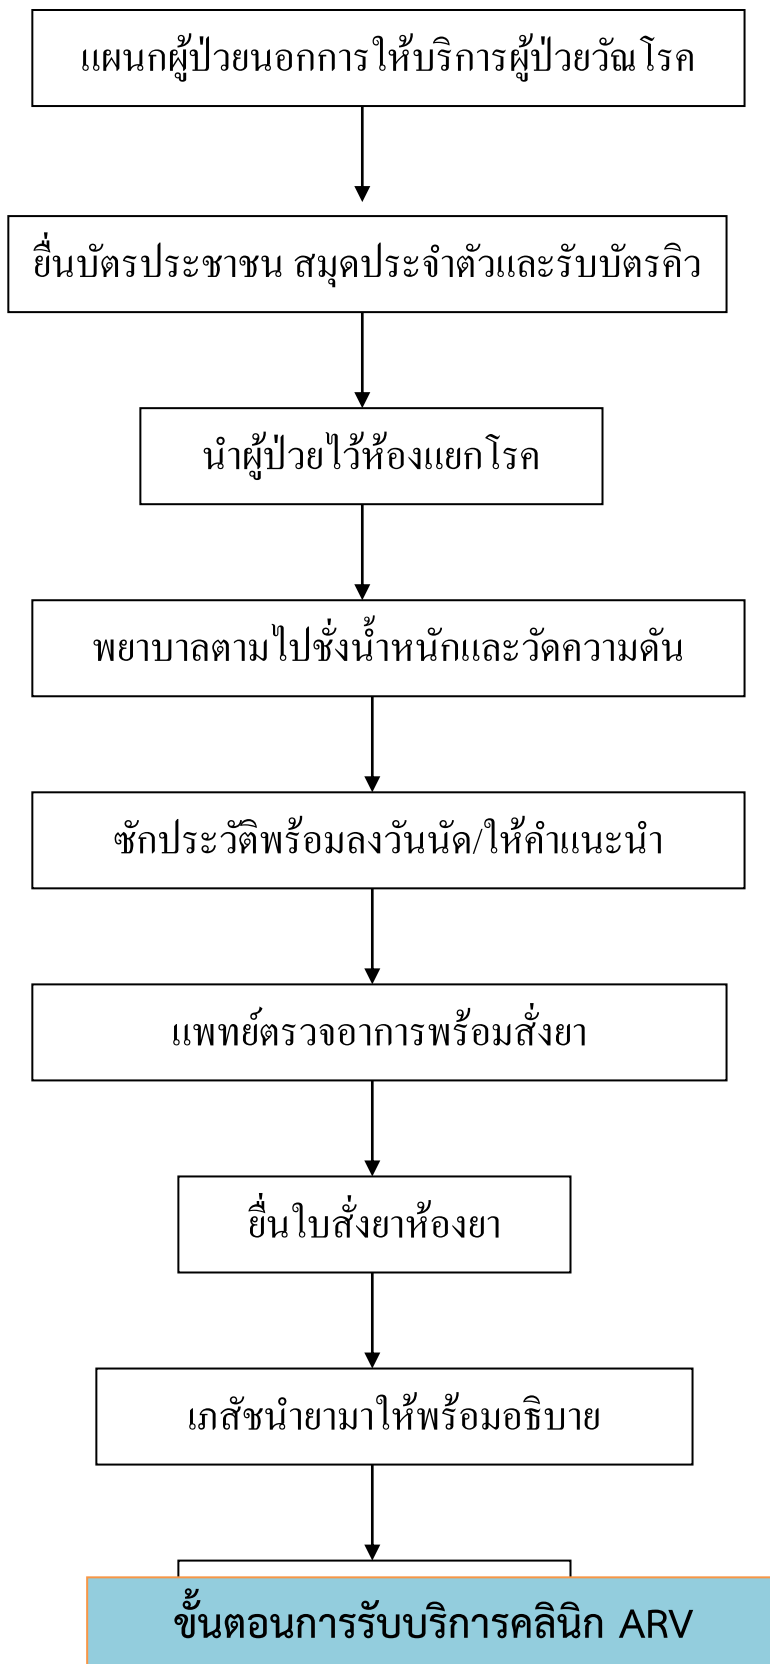 แผนกผู้ป่วยนอกการให้บริการผู้ป่วยวัณโรค
ยื่นบัตรประชาชน สมุดประจำตัวและรับบัตรคิว
นำผู้ป่วยไว้ห้องแยกโรค
พยาบาลตามไปชั่งน้ำหนักและวัดความดัน
ซักประวัติพร้อมลงวันนัด/ให้คำแนะนำ
แพทย์ตรวจอาการพร้อมสั่งยา
ยื่นใบสั่งยาห้องยา
เภสัชนำยามาให้พร้อมอธิบาย
ขั้นตอนการรับบริการคลินิก ARV